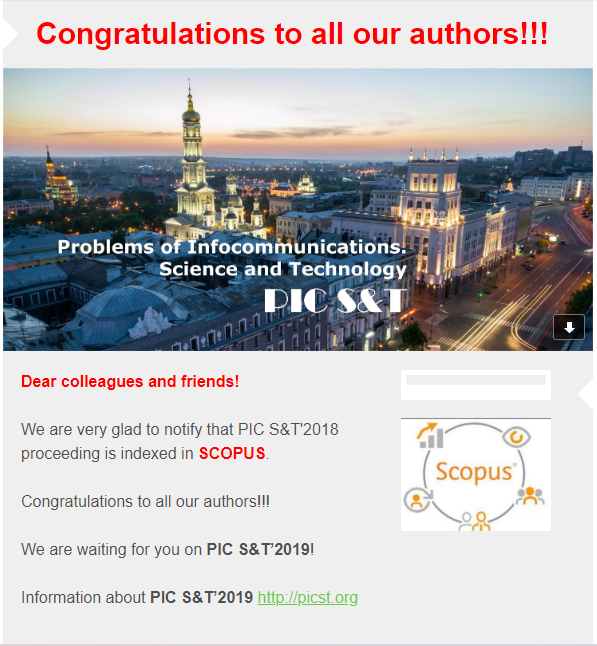 Congratulations to all our authors!!!
Problems of Infocommunications.
Science and Technology
PIC S&T
Dear colleagues and friends!
We are very glad to notify that PIC S&T'2018
proceeding is indexed in SCOPUS.
Congratulations to all our authors!!!
We are waiting for you on PIC S&T’2019!
Information about PIC S&T’2019 http://picst.org
Scopus®